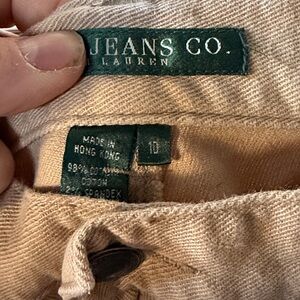 JEANS CO.
LAUREN
MADE IN
HONG KONG
10
98%
COTTON
2% SPANDEX